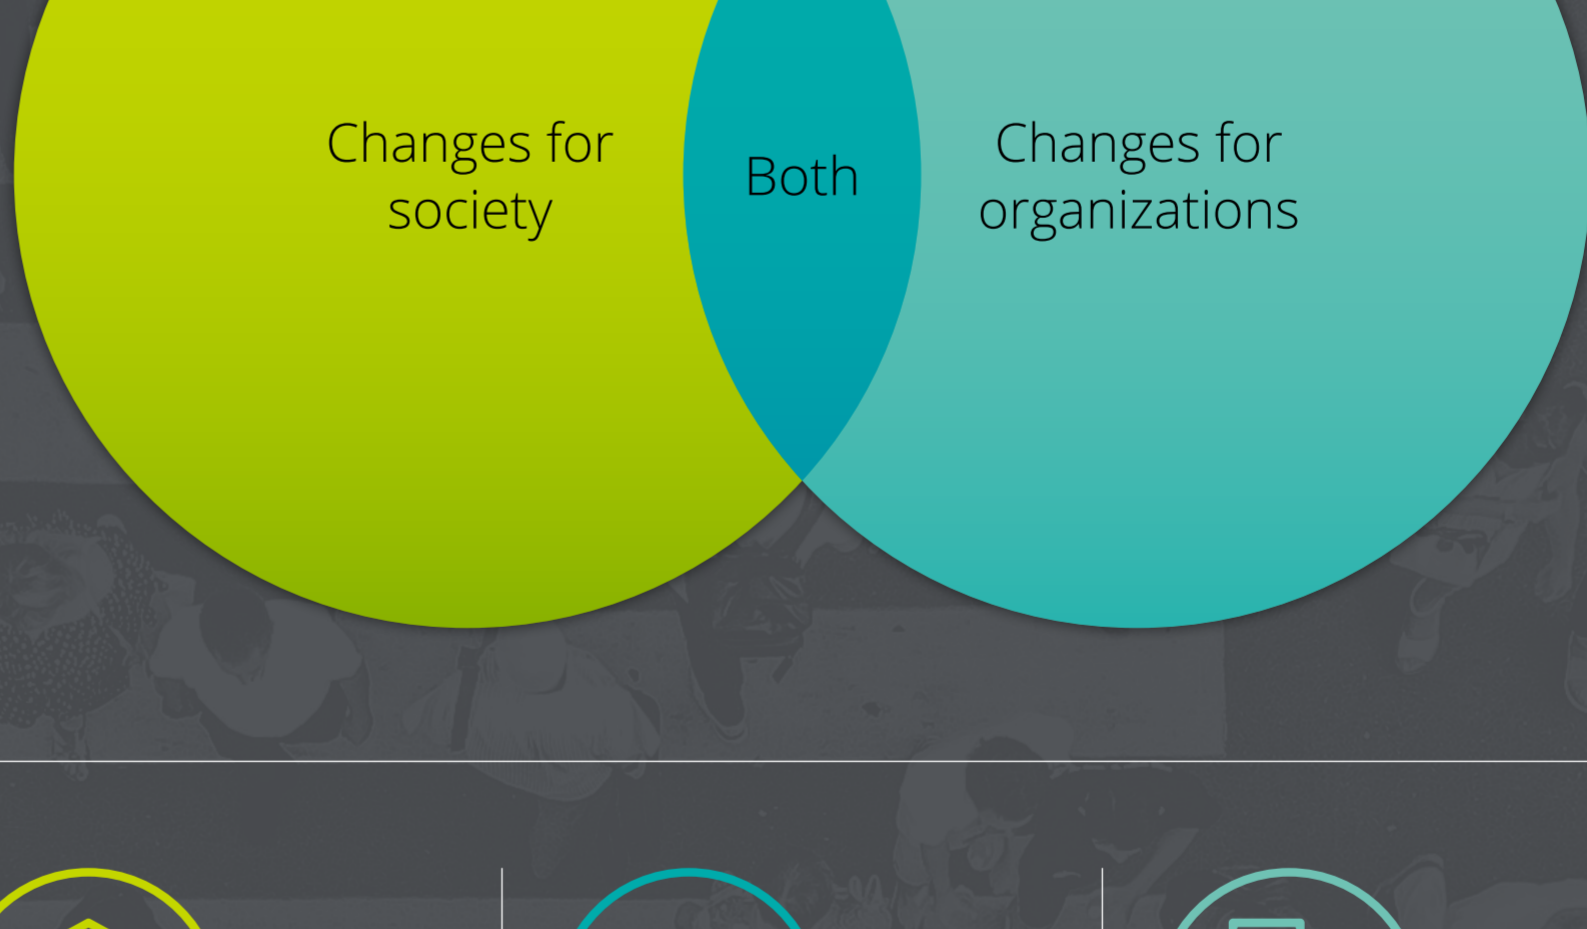 Changes for
society
Both
Changes for
organizations